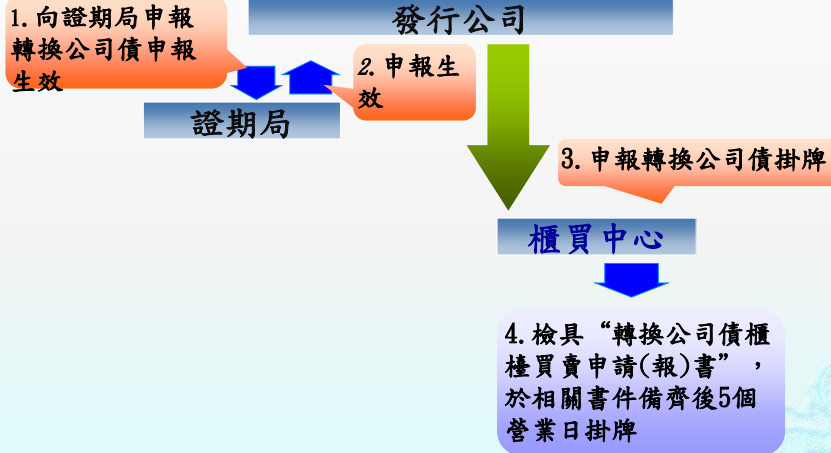 發行公司
1.向證期局申報
轉換公司債申報
生效
2.申報生
效
證期局
3.申報轉換公司債掛牌
櫃買中心
4.檢具“轉換公司債櫃
檯買賣申請(報)書”，
於相關書件備齊後5個
營業日掛牌